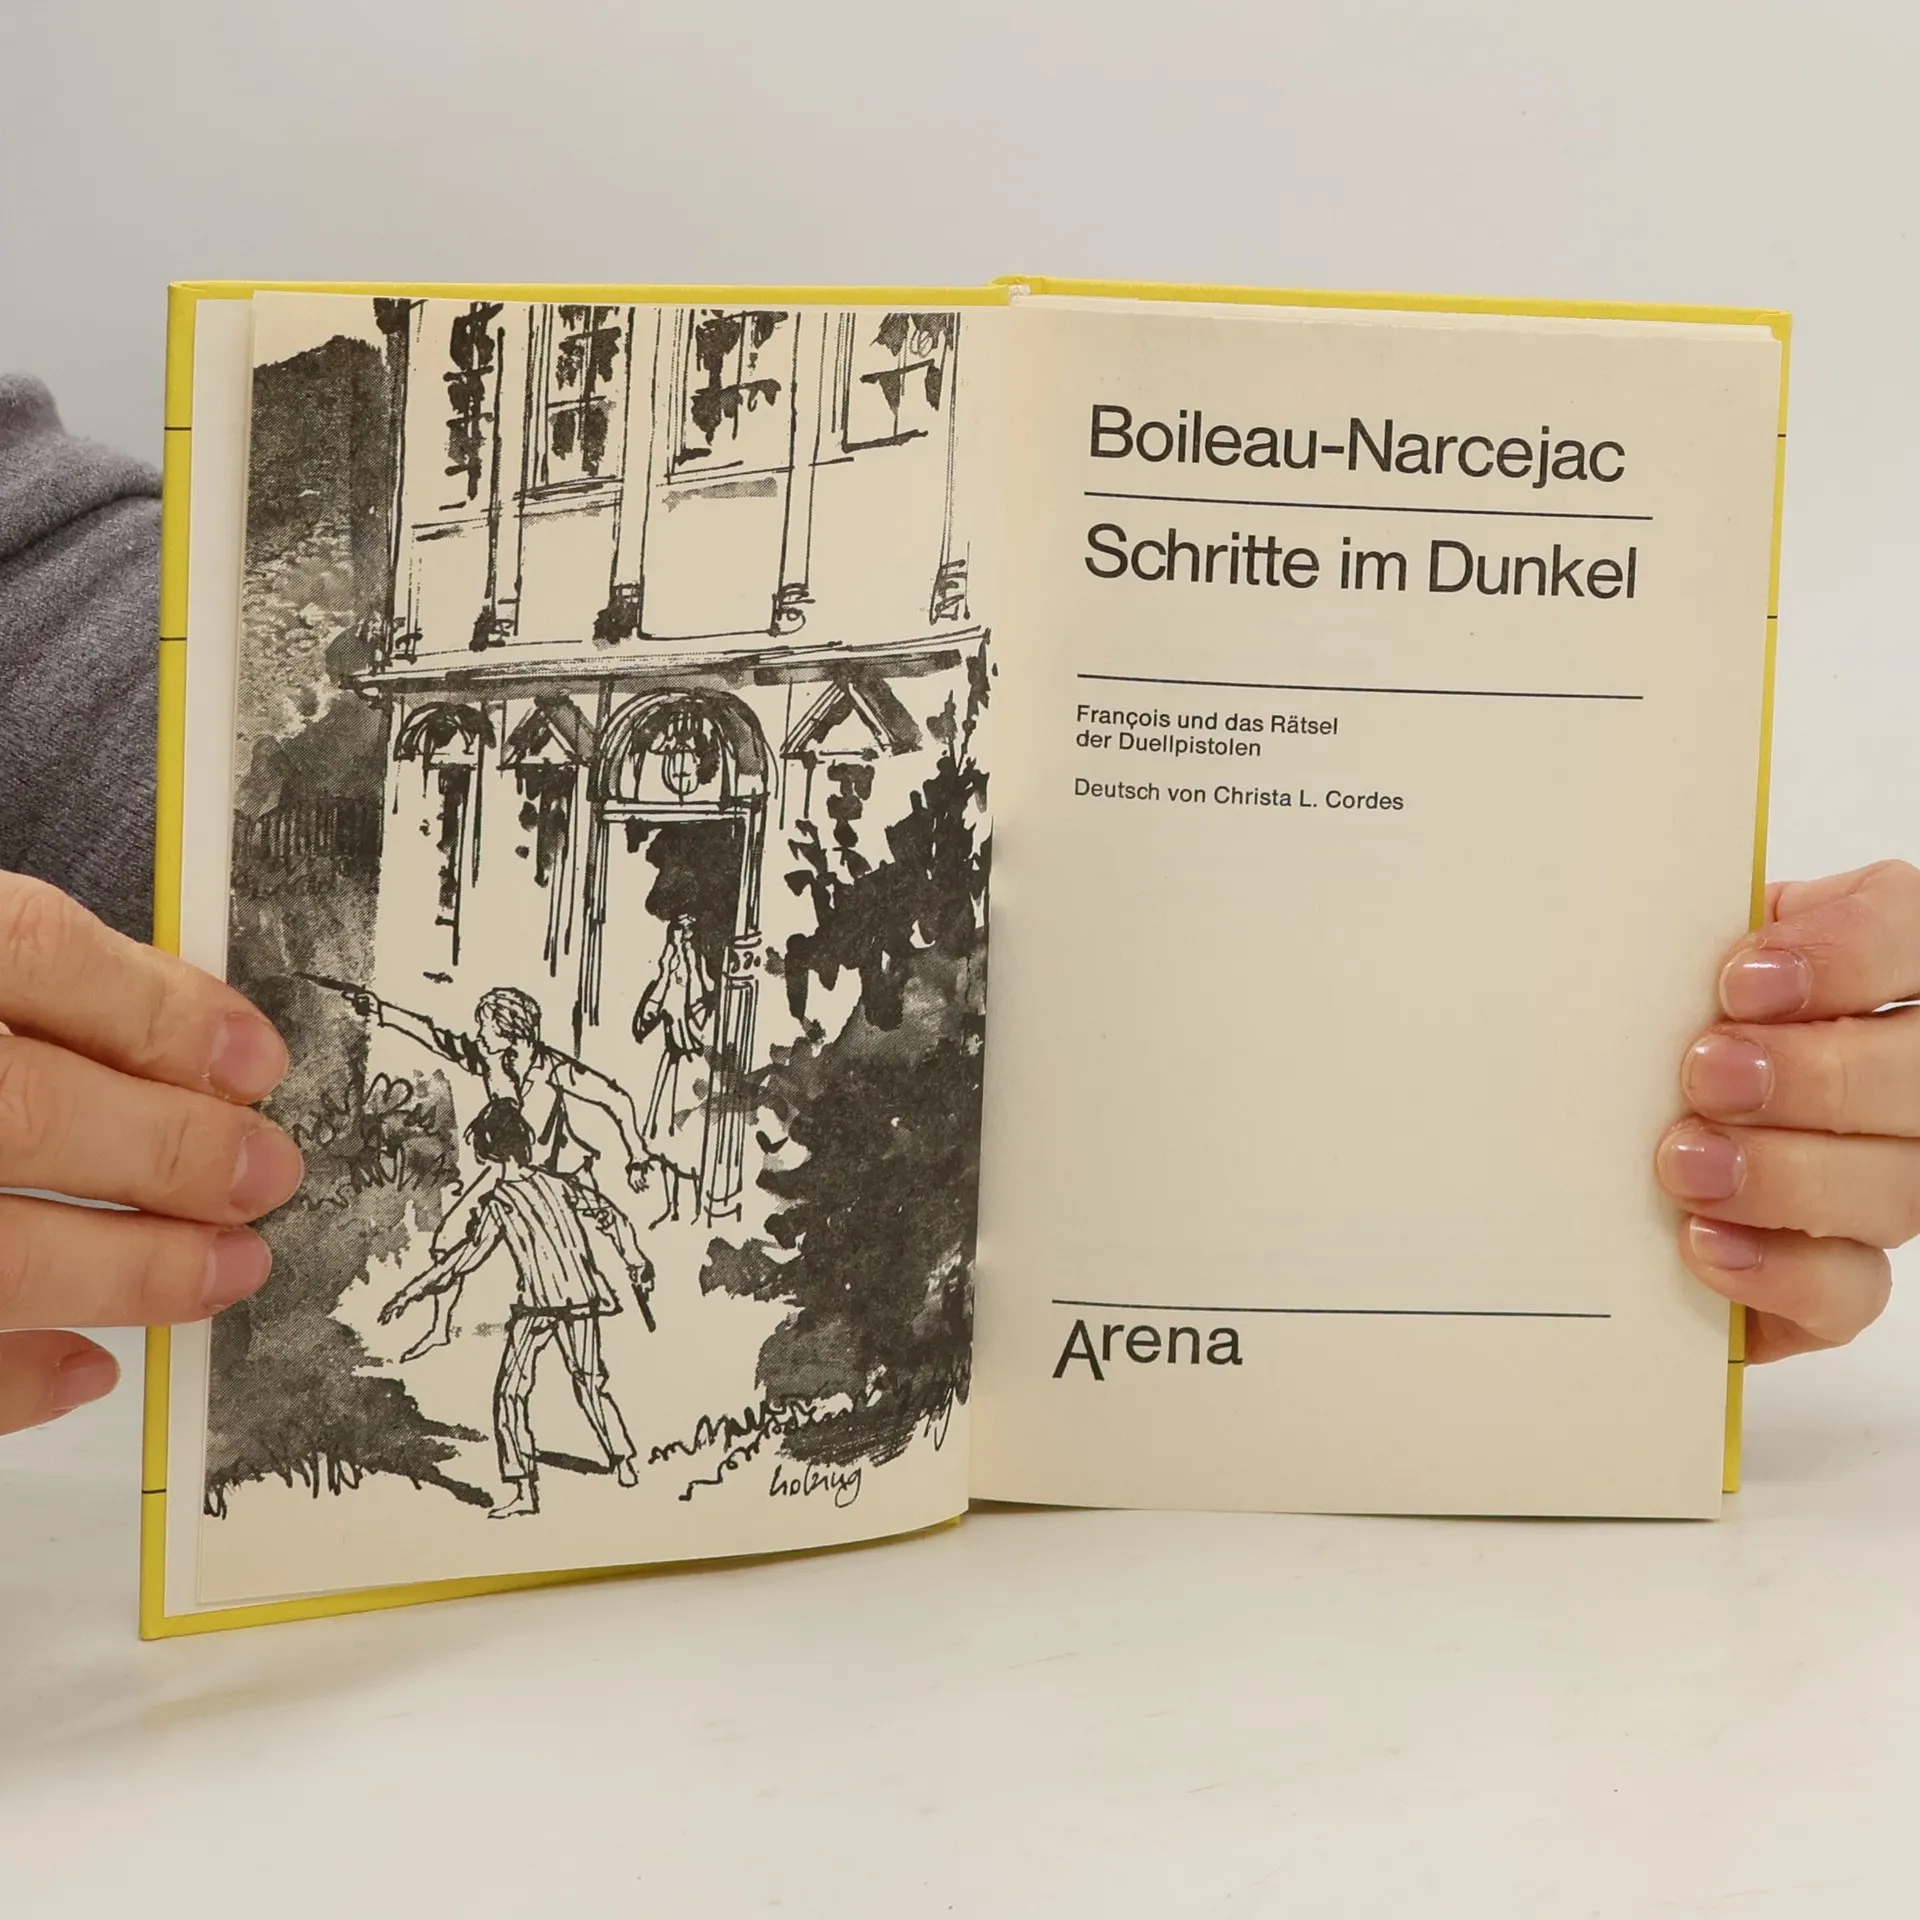 Boileau-Narcejac
Schritte im Dunkel
François und das Rätsel
der Duellpistolen
Deutsch von Christa L. Cordes
Arena